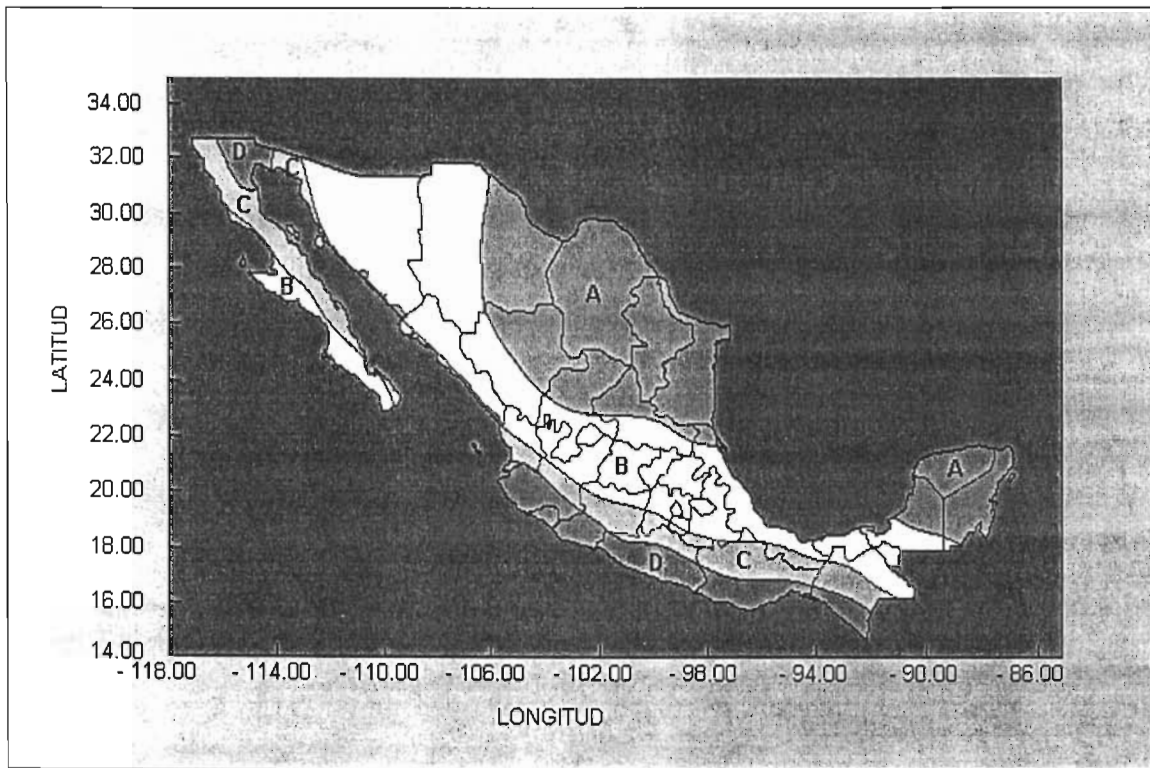 34.00
32.00
30.00
28.00
26.00
24.00
22.00
20.00
18.00
16.00
14.00
LATITUD
D
C
C
B
A
B
A
D
C
- 118.00 - 114.00 - 110.00 - 106.00 - 102.00 - 98.00 - 94.00 - 90.00 - 86.00
LONGITUD